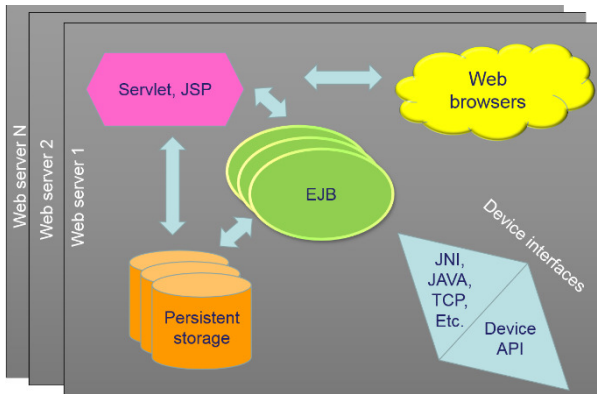 Web server N
Web server 2
Web server 1
Servlet, JSP
Web
browsers
EJB
Persistent
storage
Device interfaces
JNI,
JAVA,
TCP,
Etc.
Device
API